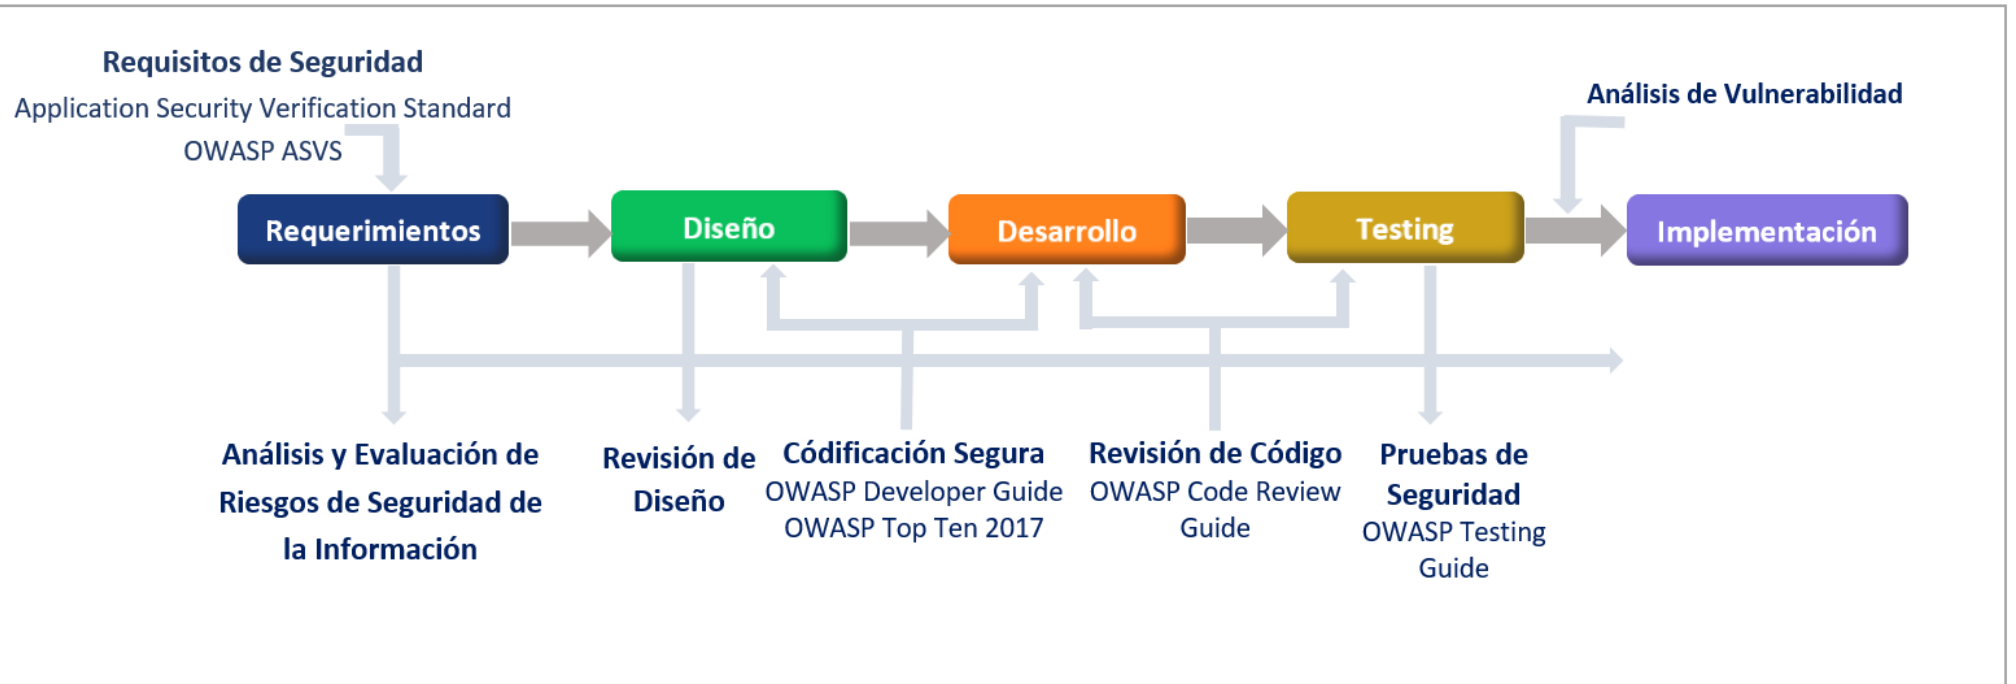 Requisitos de Seguridad
Application Security Verification Standard
OWASP ASVS
Análisis de Vulnerabilidad
Requerimientos
Diseño
Desarrollo
Testing
Implementación
Análisis y Evaluación de
Riesgos de Seguridad de
la Información
Revisión de
Diseño
Códificación Segura
OWASP Developer Guide
OWASP Top Ten 2017
Revisión de Código
OWASP Code Review
Guide
Pruebas de
Seguridad
OWASP Testing
Guide